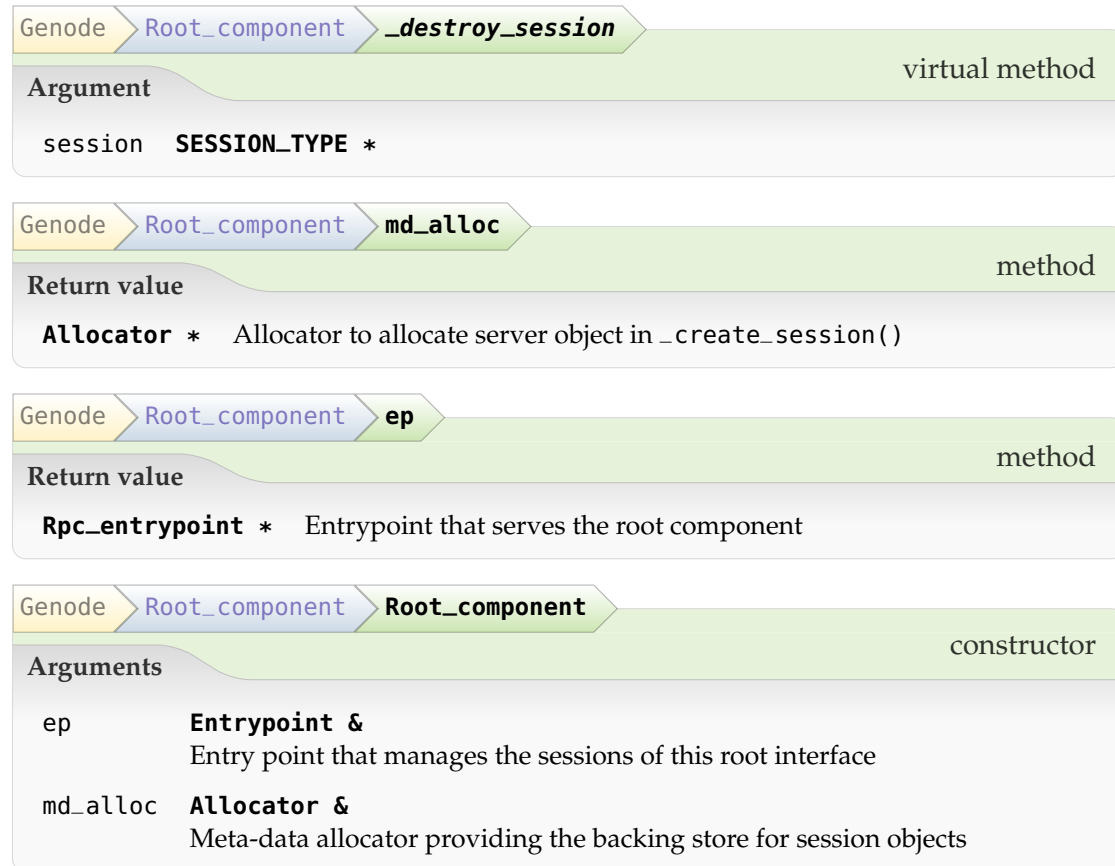 Genode Root_component _destroy_session
virtual method
Argument
session SESSION_TYPE *
Genode Root_component md_alloc
method
Return value
Allocator * Allocator to allocate server object in _create_session()
Genode Root_component ep
method
Return value
Rpc_entrypoint * Entrypoint that serves the root component
Genode Root_component Root_component
constructor
Arguments
ep Entrypoint &
Entry point that manages the sessions of this root interface
md_alloc Allocator &
Meta-data allocator providing the backing store for session objects